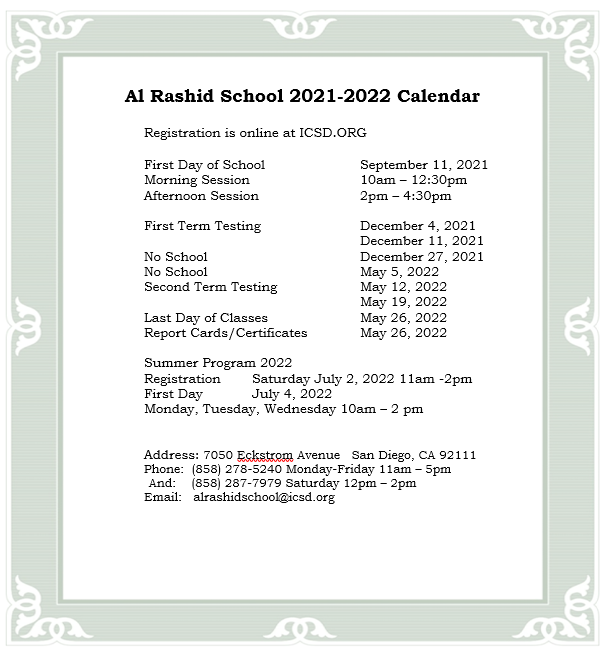 Al Rashid School 2021-2022 Calendar
Registration is online at ICSD.ORG
First Day of School September 11, 2021
Morning Session 10am – 12:30pm
Afternoon Session 2pm – 4:30pm
First Term Testing December 4, 2021
December 11, 2021
No School December 27, 2021
No School May 5, 2022
Second Term Testing May 12, 2022
May 19, 2022
Last Day of Classes May 26, 2022
Report Cards/Certificates May 26, 2022
Summer Program 2022
Registration Saturday July 2, 2022 11am -2pm
First Day July 4, 2022
Monday, Tuesday, Wednesday 10am – 2 pm
Address: 7050 Eckstrom Avenue San Diego, CA 92111
Phone: (858) 278-5240 Monday-Friday 11am – 5pm
And: (858) 287-7979 Saturday 12pm – 2pm
Email: alrashidschool@icsd.org